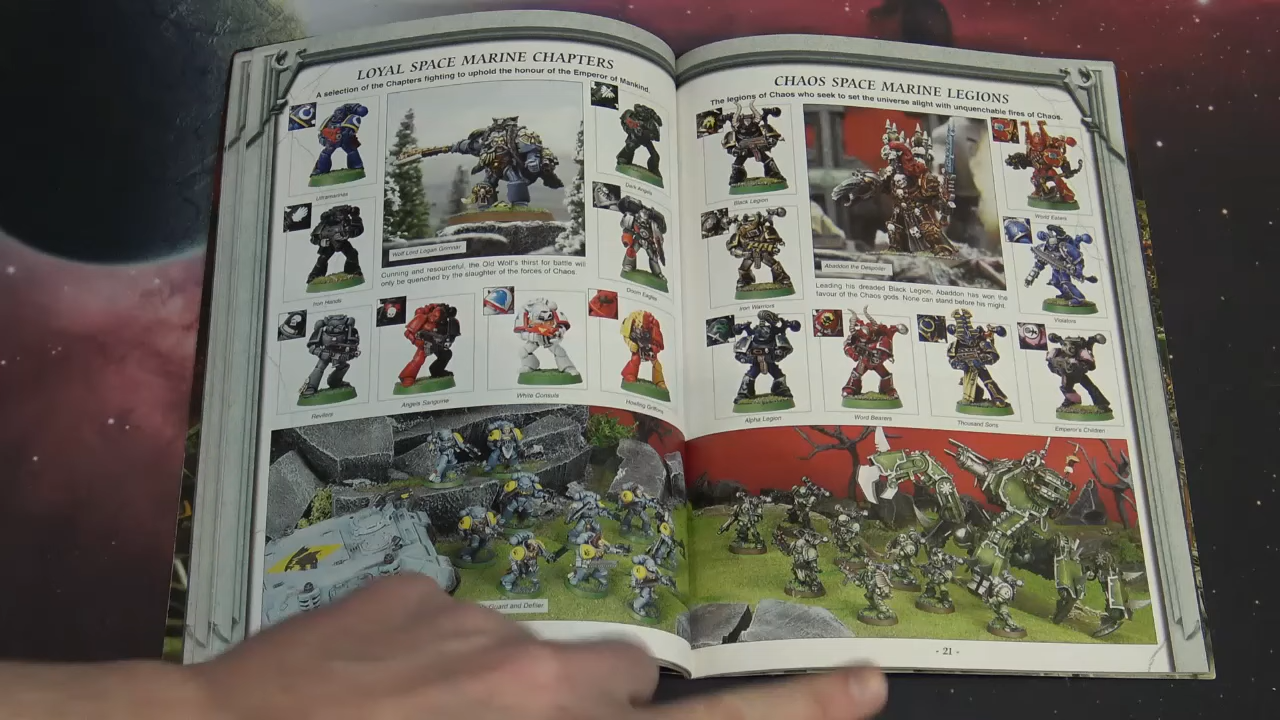 LOYAL SPACE MARINE CHAPTERS
A selection of the Chapters fighting to uphold the honour of the Emperor of Mankind.
Ultramarines
Iron Hands
Wolf Lord Logan Grimnar
Cunning and resourceful, the Old Wolf's thirst for battle will
only be quenched by the slaughter of the forces of Chaos.
Dark Angels
Doom Eagles
Revilers
Angels Sanguine
White Consuls
Howling Griffons
Guard and Defiler
CHAOS SPACE MARINE LEGIONS
The legions of Chaos who seek to set the universe alight with unquenchable fires of Chaos.
Black Legion
Iron Warriors
Abaddon the Despoiler
Leading his dreaded Black Legion, Abaddon has won the
favour of the Chaos gods. None can stand before his might.
World Eaters
Violators
Alpha Legion
Word Bearers
Thousand Sons
Emperor's Children
- 21 -